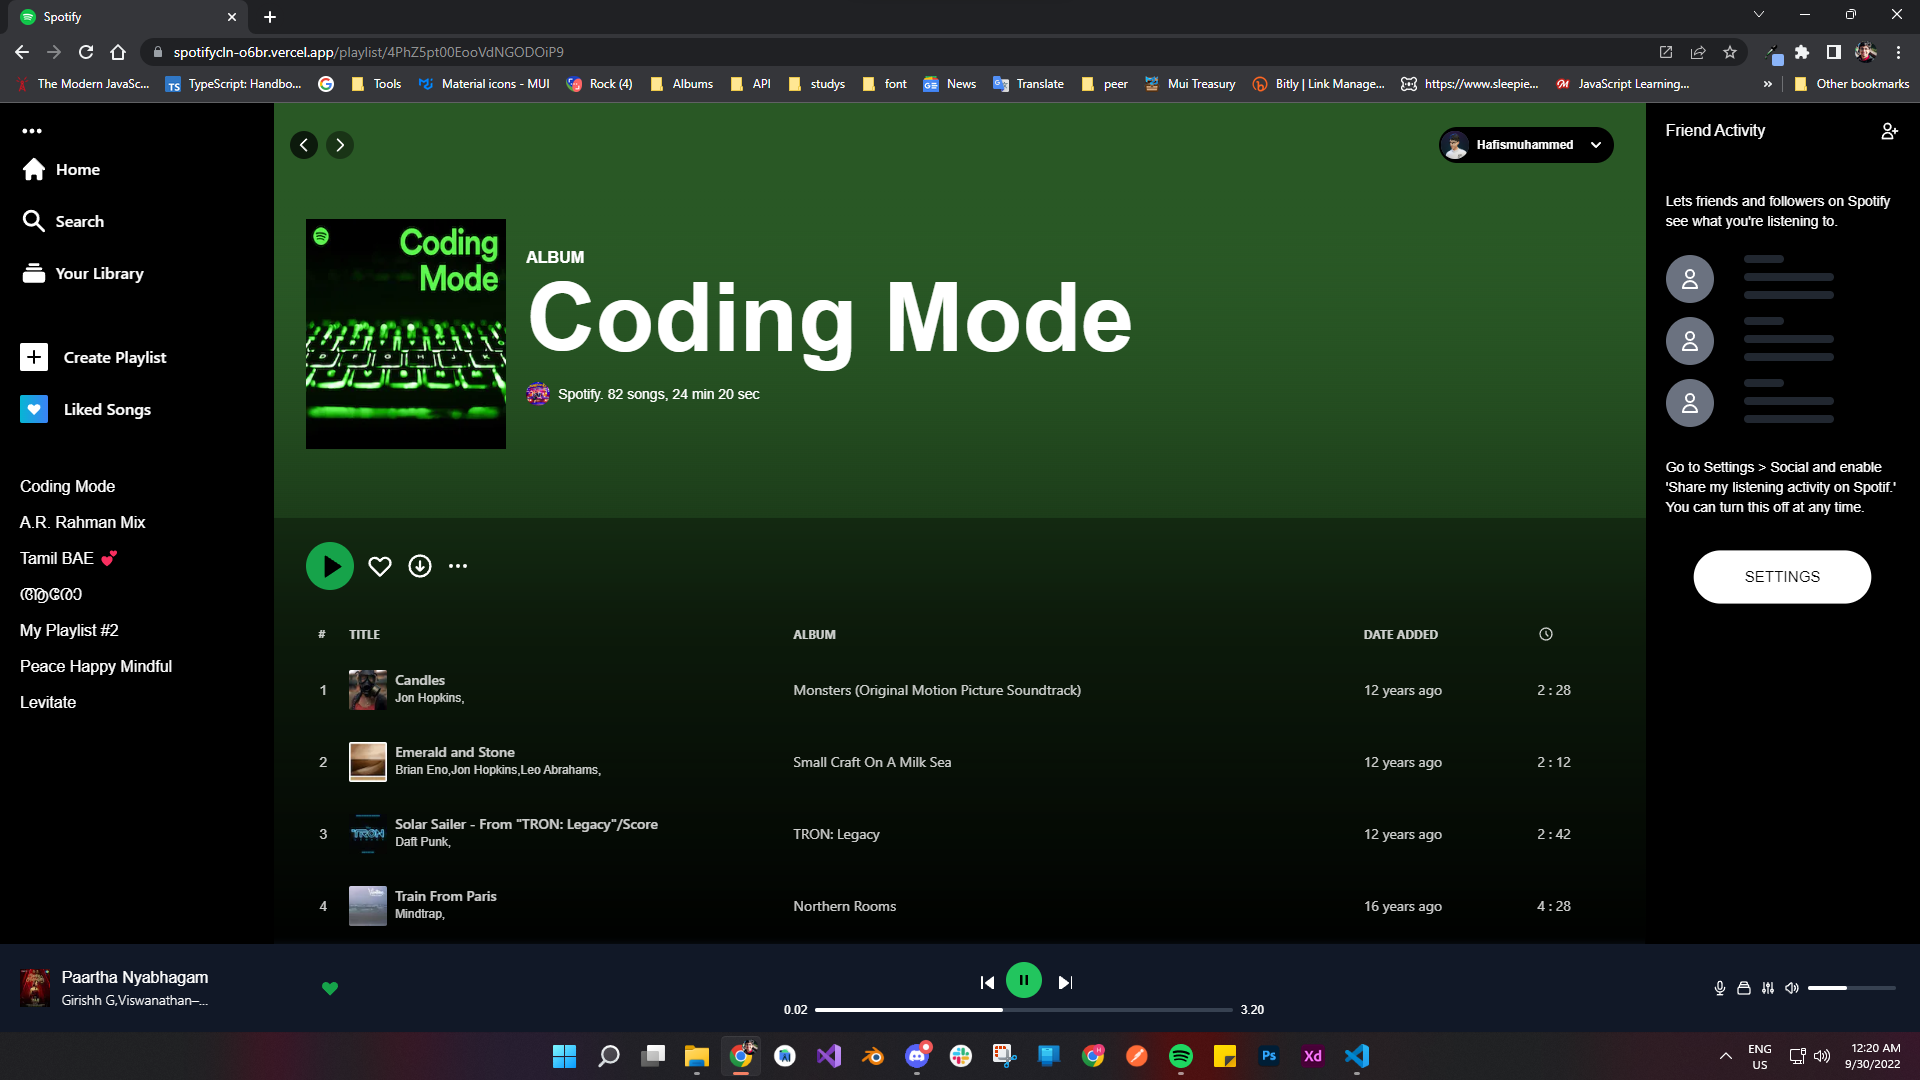 Spotify
spotifycln-o6br.vercel.app/playlist/4PhZ5pt00EooVdNGODOiP9
The Modern JavaSc...
TypeScript: Handbo...
Tools
Material icons - MUI
Rock (4)
Albums
API
studys
font
News
Translate
peer
Mui Treasury
Bitly | Link Manage...
https://www.sleepie...
JavaScript Learning...
»
Other bookmarks
Home
Search
Your Library
Create Playlist
Liked Songs
Coding Mode
A.R. Rahman Mix
Tamil BAE 💕
ആരോ
My Playlist #2
Peace Happy Mindful
Levitate
Hafismuhammed
Coding
Mode
ALBUM
Coding Mode
Spotify. 82 songs, 24 min 20 sec
# TITLE ALBUM DATE ADDED
1 Candles Monsters (Original Motion Picture Soundtrack) 12 years ago 2 : 28
Jon Hopkins,
2 Emerald and Stone Small Craft On A Milk Sea 12 years ago 2 : 12
Brian Eno,Jon Hopkins,Leo Abrahams,
3 Solar Sailer - From "TRON: Legacy"/Score TRON: Legacy 12 years ago 2 : 42
Daft Punk,
TRON
4 Train From Paris Northern Rooms 16 years ago 4 : 28
Mindtrap,
Friend Activity
Lets friends and followers on Spotify
see what you're listening to.
Go to Settings > Social and enable
'Share my listening activity on Spotif.'
You can turn this off at any time.
SETTINGS
Paartha Nyabhagam
Girishh G,Viswanathan–...
0.02
3.20
Ps
Xd
ENG
US
12:20 AM
9/30/2022